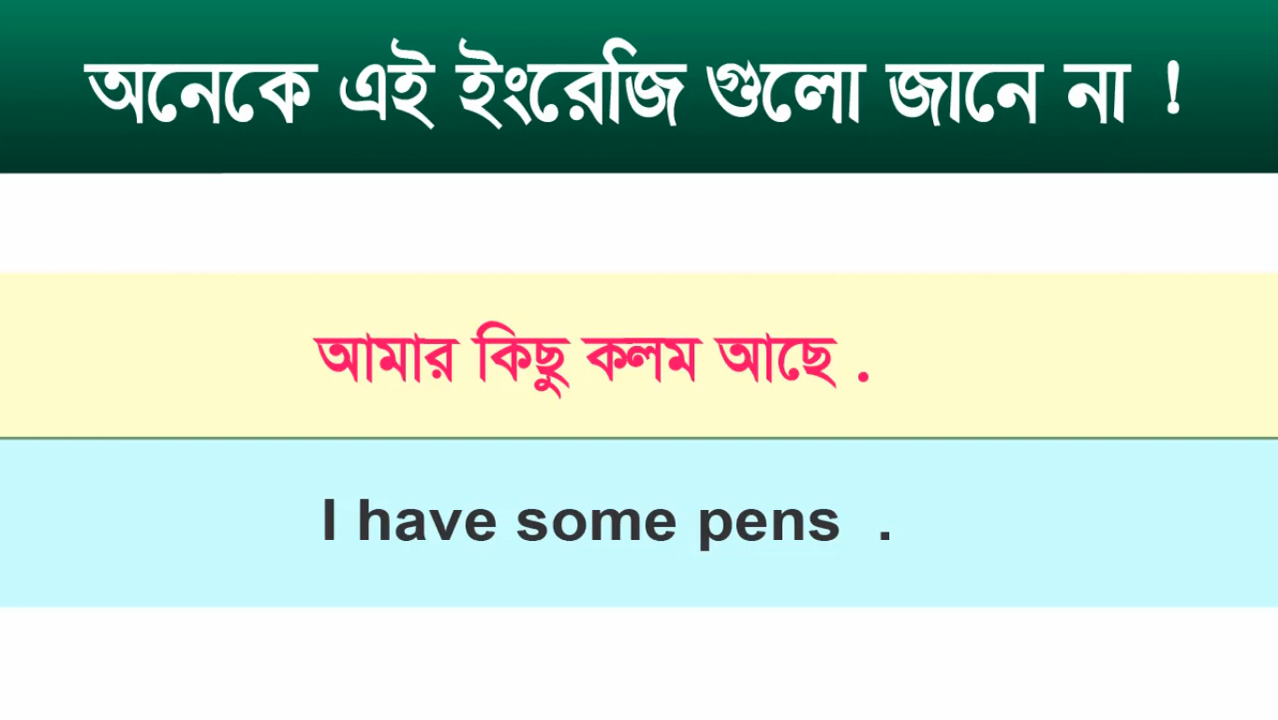 অনেকে এই ইংরেজি গুলো জানে না !
আমার কিছু কলম আছে .
I have some pens .